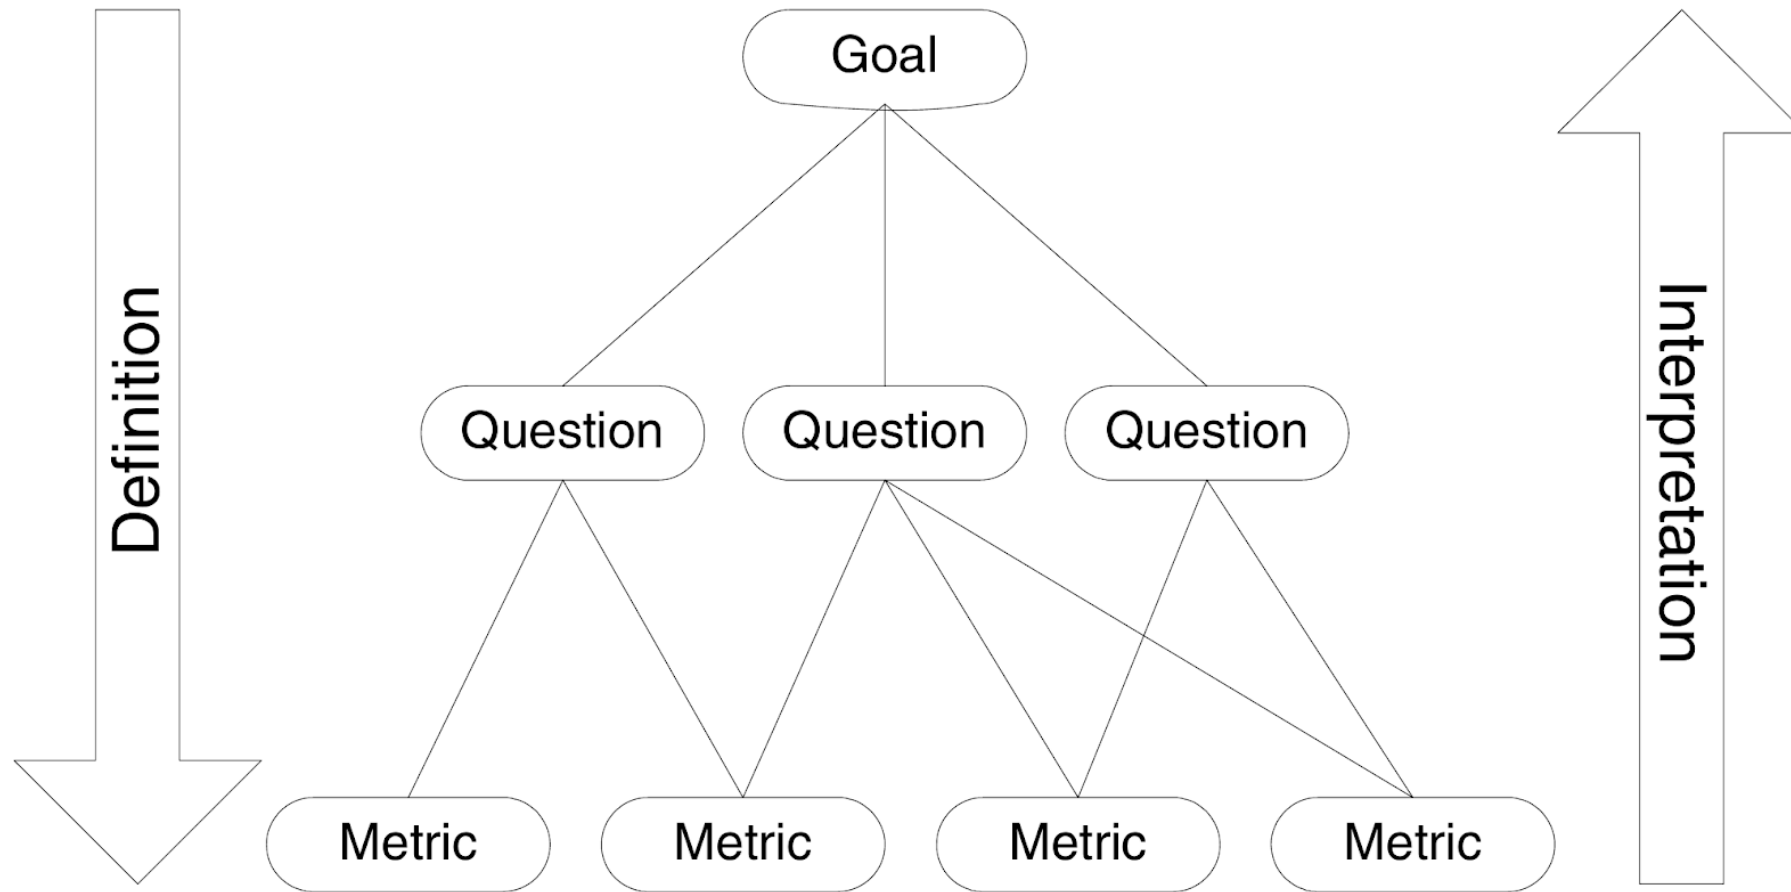 Goal
Definition
Interpretation
Question
Question
Question
Metric
Metric
Metric
Metric